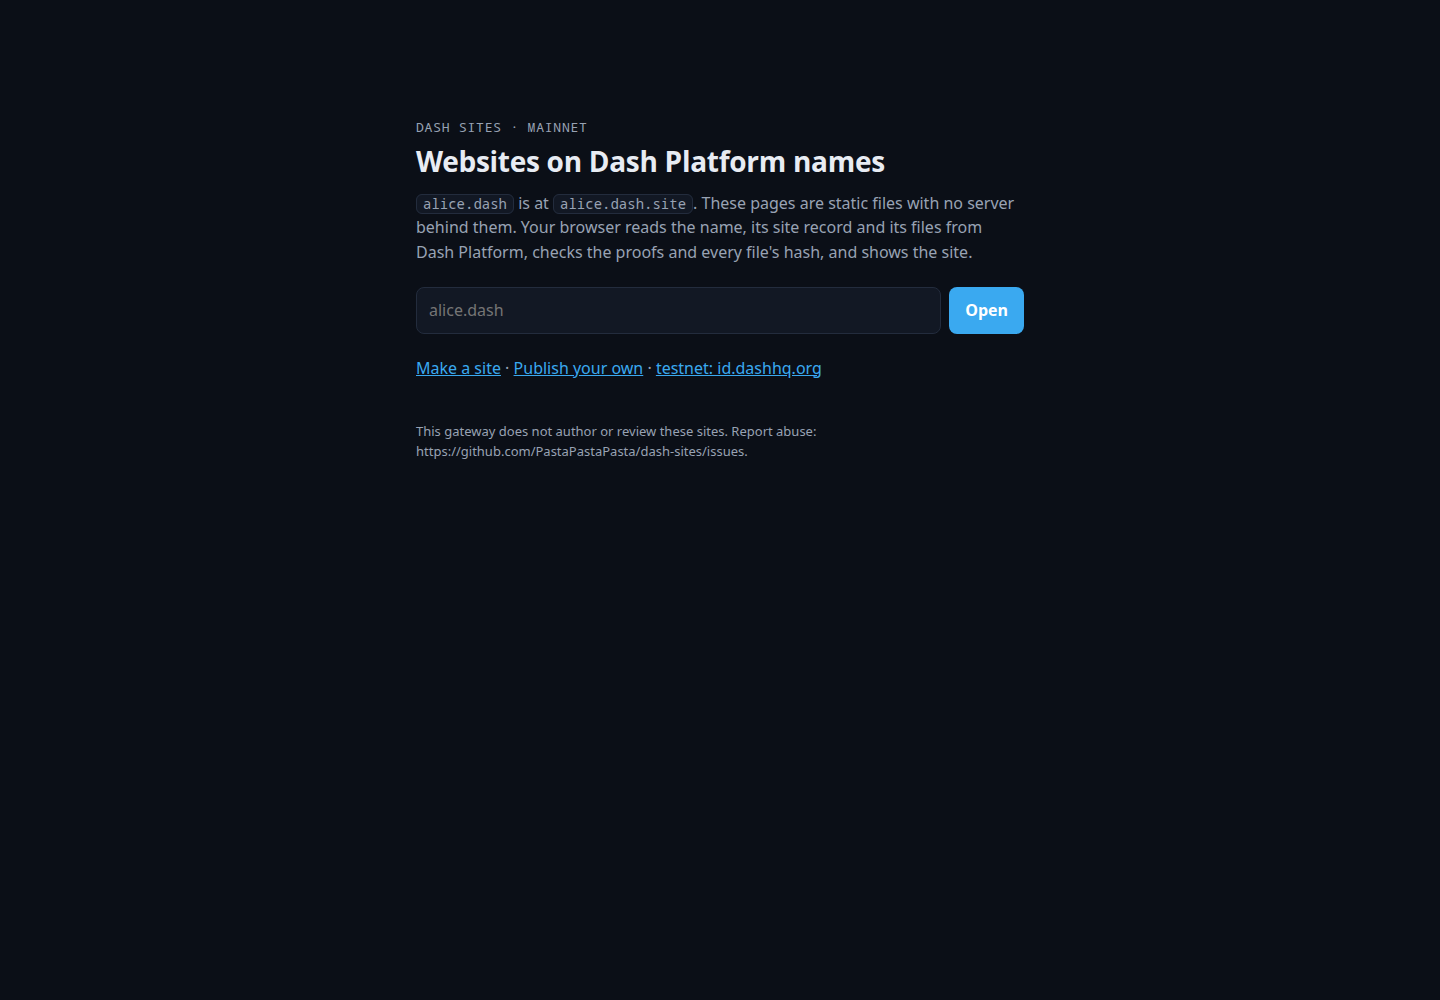 DASH SITES · MAINNET
Websites on Dash Platform names
alice.dash is at alice.dash.site. These pages are static files with no server
behind them. Your browser reads the name, its site record and its files from
Dash Platform, checks the proofs and every file's hash, and shows the site.
alice.dash
Open
Make a site · Publish your own · testnet: id.dashhq.org
This gateway does not author or review these sites. Report abuse:
https://github.com/PastaPastaPasta/dash-sites/issues.